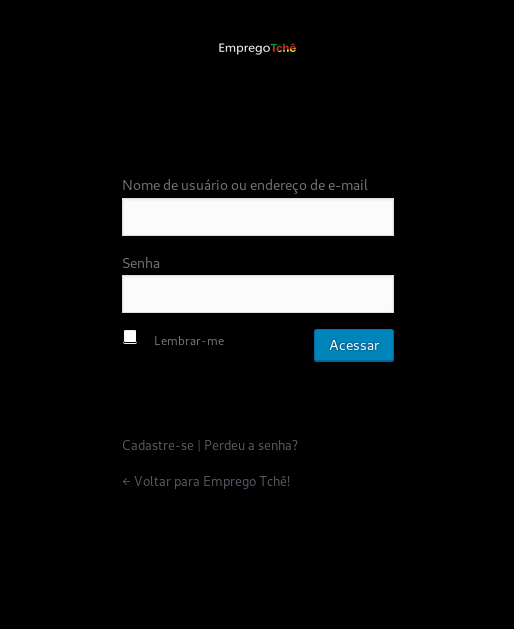 EmpregoTchê
Nome de usuário ou endereço de e-mail
Senha
Lembrar-me
Acessar
Cadastre-se | Perdeu a senha?
← Voltar para Emprego Tchê!